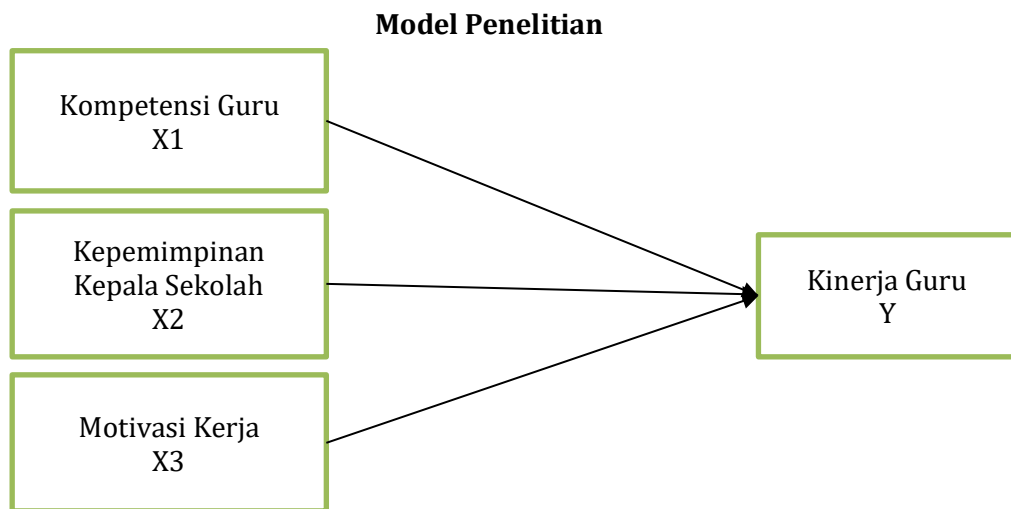 Model Penelitian
Kompetensi Guru
X1
Kepemimpinan
Kepala Sekolah
X2
Motivasi Kerja
X3
Kinerja Guru
Y